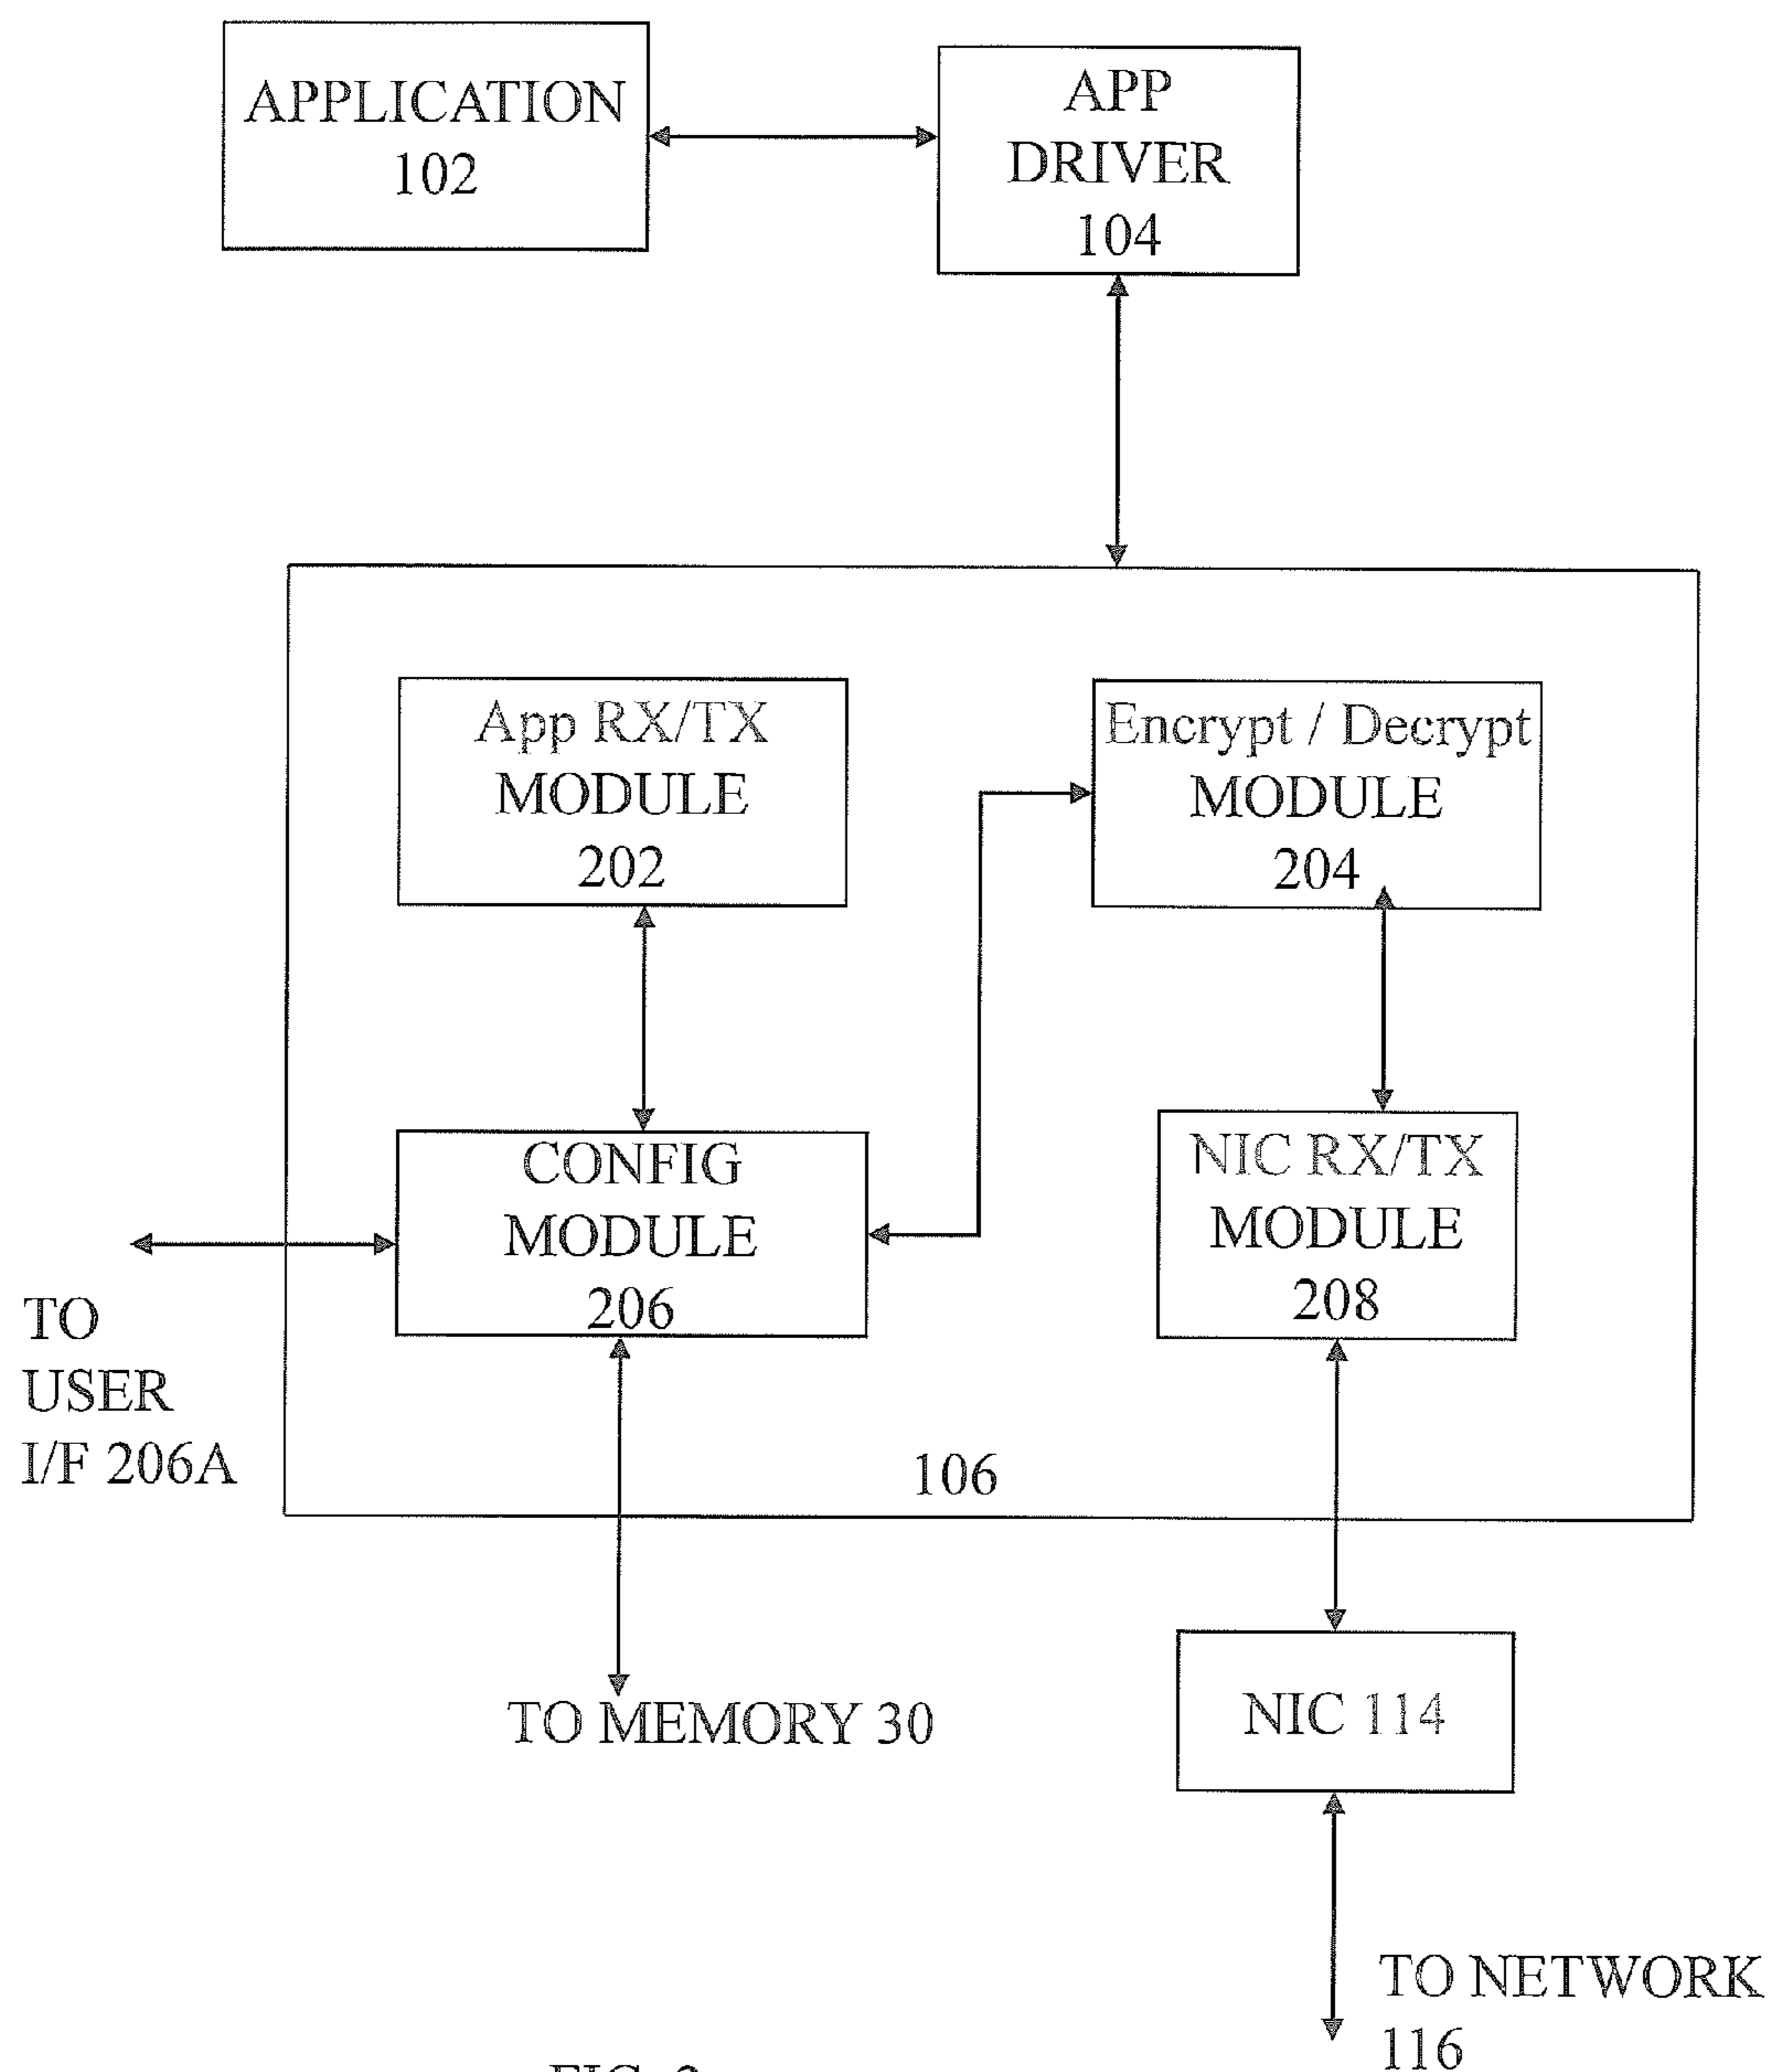 APPLICATION
102
APP
DRIVER
104
App RX/TX
MODULE
202
Encrypt / Decrypt
MODULE
204
CONFIG
MODULE
206
NIC RX/TX
MODULE
208
TO
USER
I/F 206A
106
TO MEMORY 30
NIC 114
TO NETWORK
116